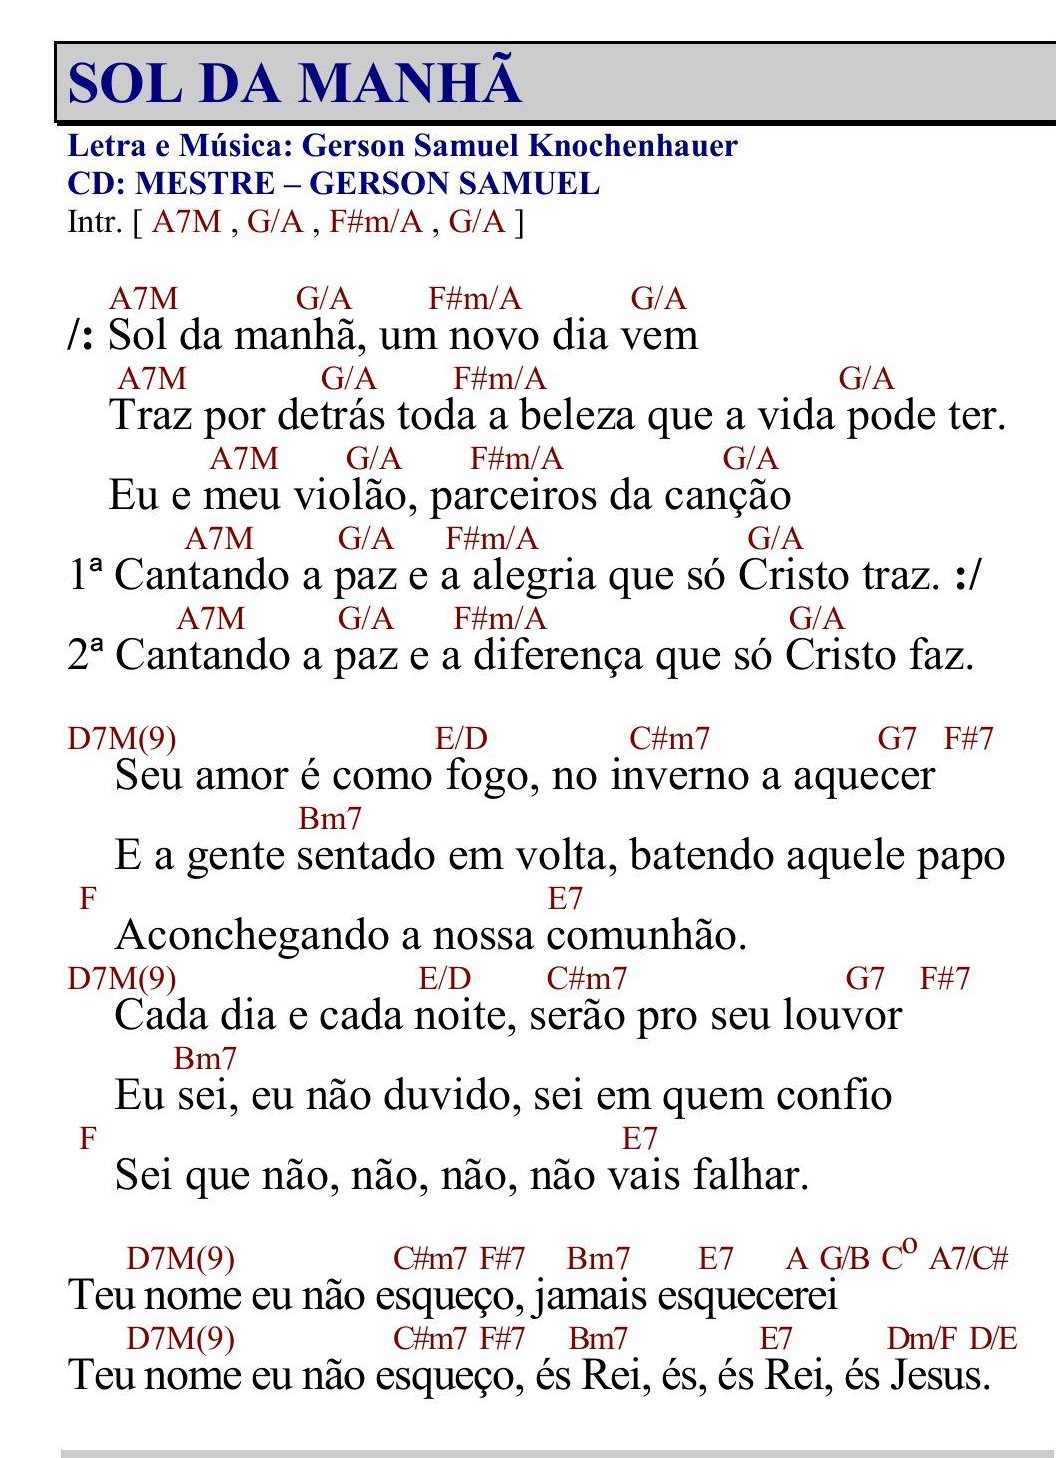 SOL DA MANHÃ
Letra e Música: Gerson Samuel Knochenhauer
CD: MESTRE – GERSON SAMUEL
Intr. [ A7M , G/A , F#m/A , G/A ]
A7M G/A F#m/A G/A
/: Sol da manhã, um novo dia vem
A7M G/A F#m/A G/A
Traz por detrás toda a beleza que a vida pode ter.
A7M G/A F#m/A G/A
Eu e meu violão, parceiros da canção
A7M G/A F#m/A G/A
1ª Cantando a paz e a alegria que só Cristo traz. :/
A7M G/A F#m/A G/A
2ª Cantando a paz e a diferença que só Cristo faz.
D7M(9) E/D C#m7 G7 F#7
Seu amor é como fogo, no inverno a aquecer
Bm7
E a gente sentado em volta, batendo aquele papo
F E7
Aconchegando a nossa comunhão.
D7M(9) E/D C#m7 G7 F#7
Cada dia e cada noite, serão pro seu louvor
Bm7
Eu sei, eu não duvido, sei em quem confio
F E7
Sei que não, não, não, não vais falhar.
D7M(9) C#m7 F#7 Bm7 E7 A G/B Cº A7/C#
Teu nome eu não esqueço, jamais esquecerei
D7M(9) C#m7 F#7 Bm7 E7 Dm/F D/E
Teu nome eu não esqueço, és Rei, és, és Rei, és Jesus.